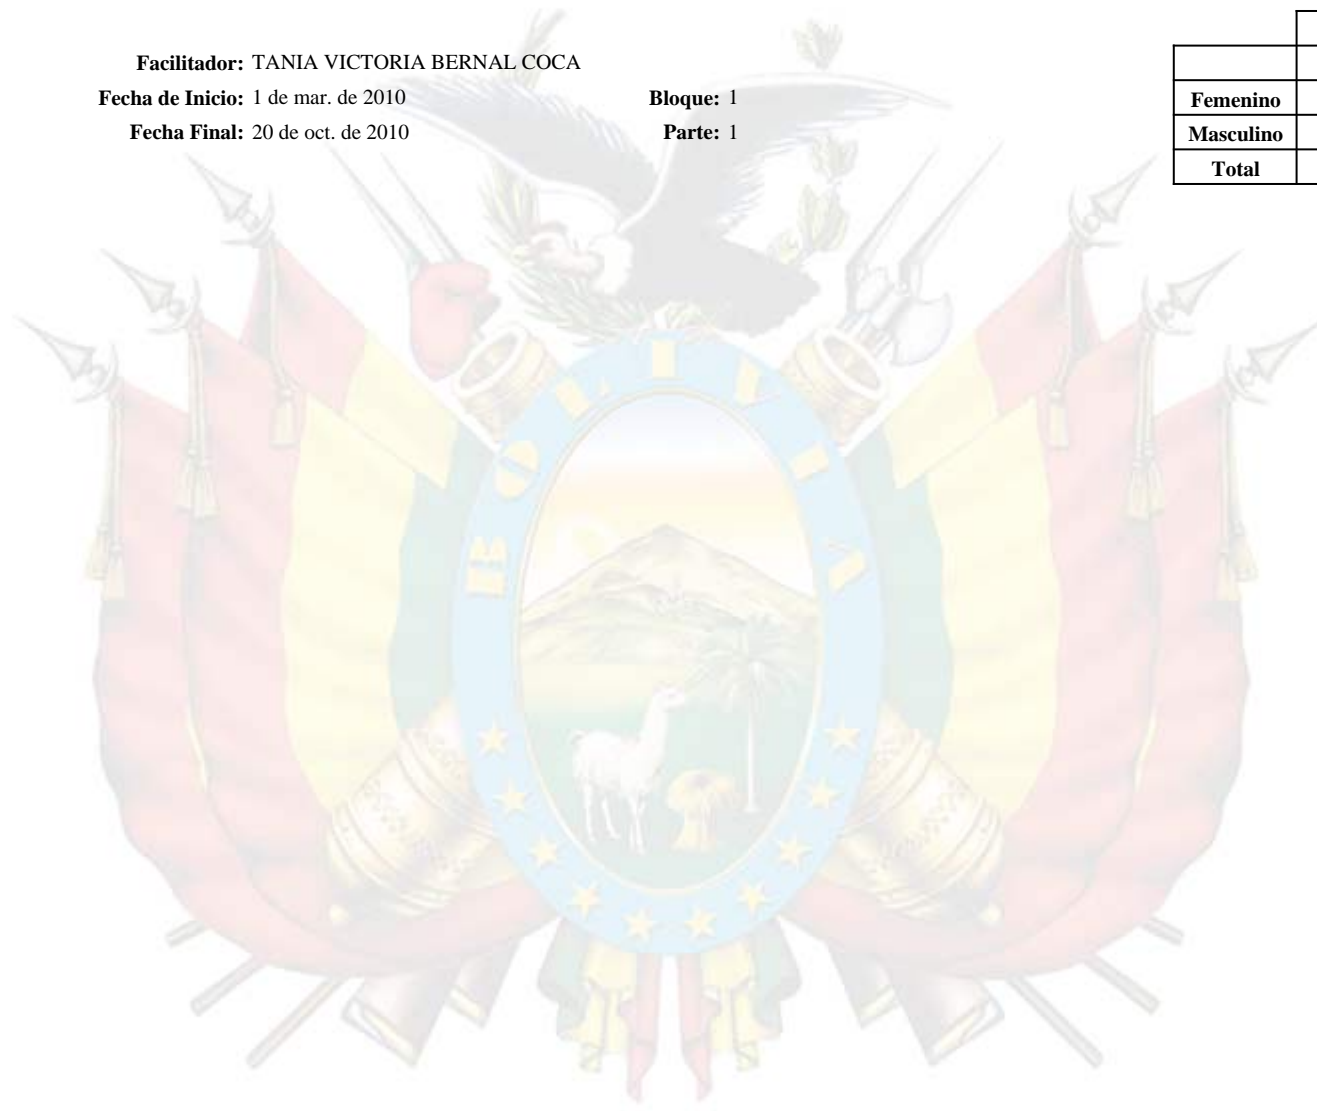 Facilitador: TANIA VICTORIA BERNAL COCA
Fecha de Inicio: 1 de mar. de 2010 Bloque: 1
Fecha Final: 20 de oct. de 2010 Parte: 1
Femenino
Masculino
Total
BOLIVIA